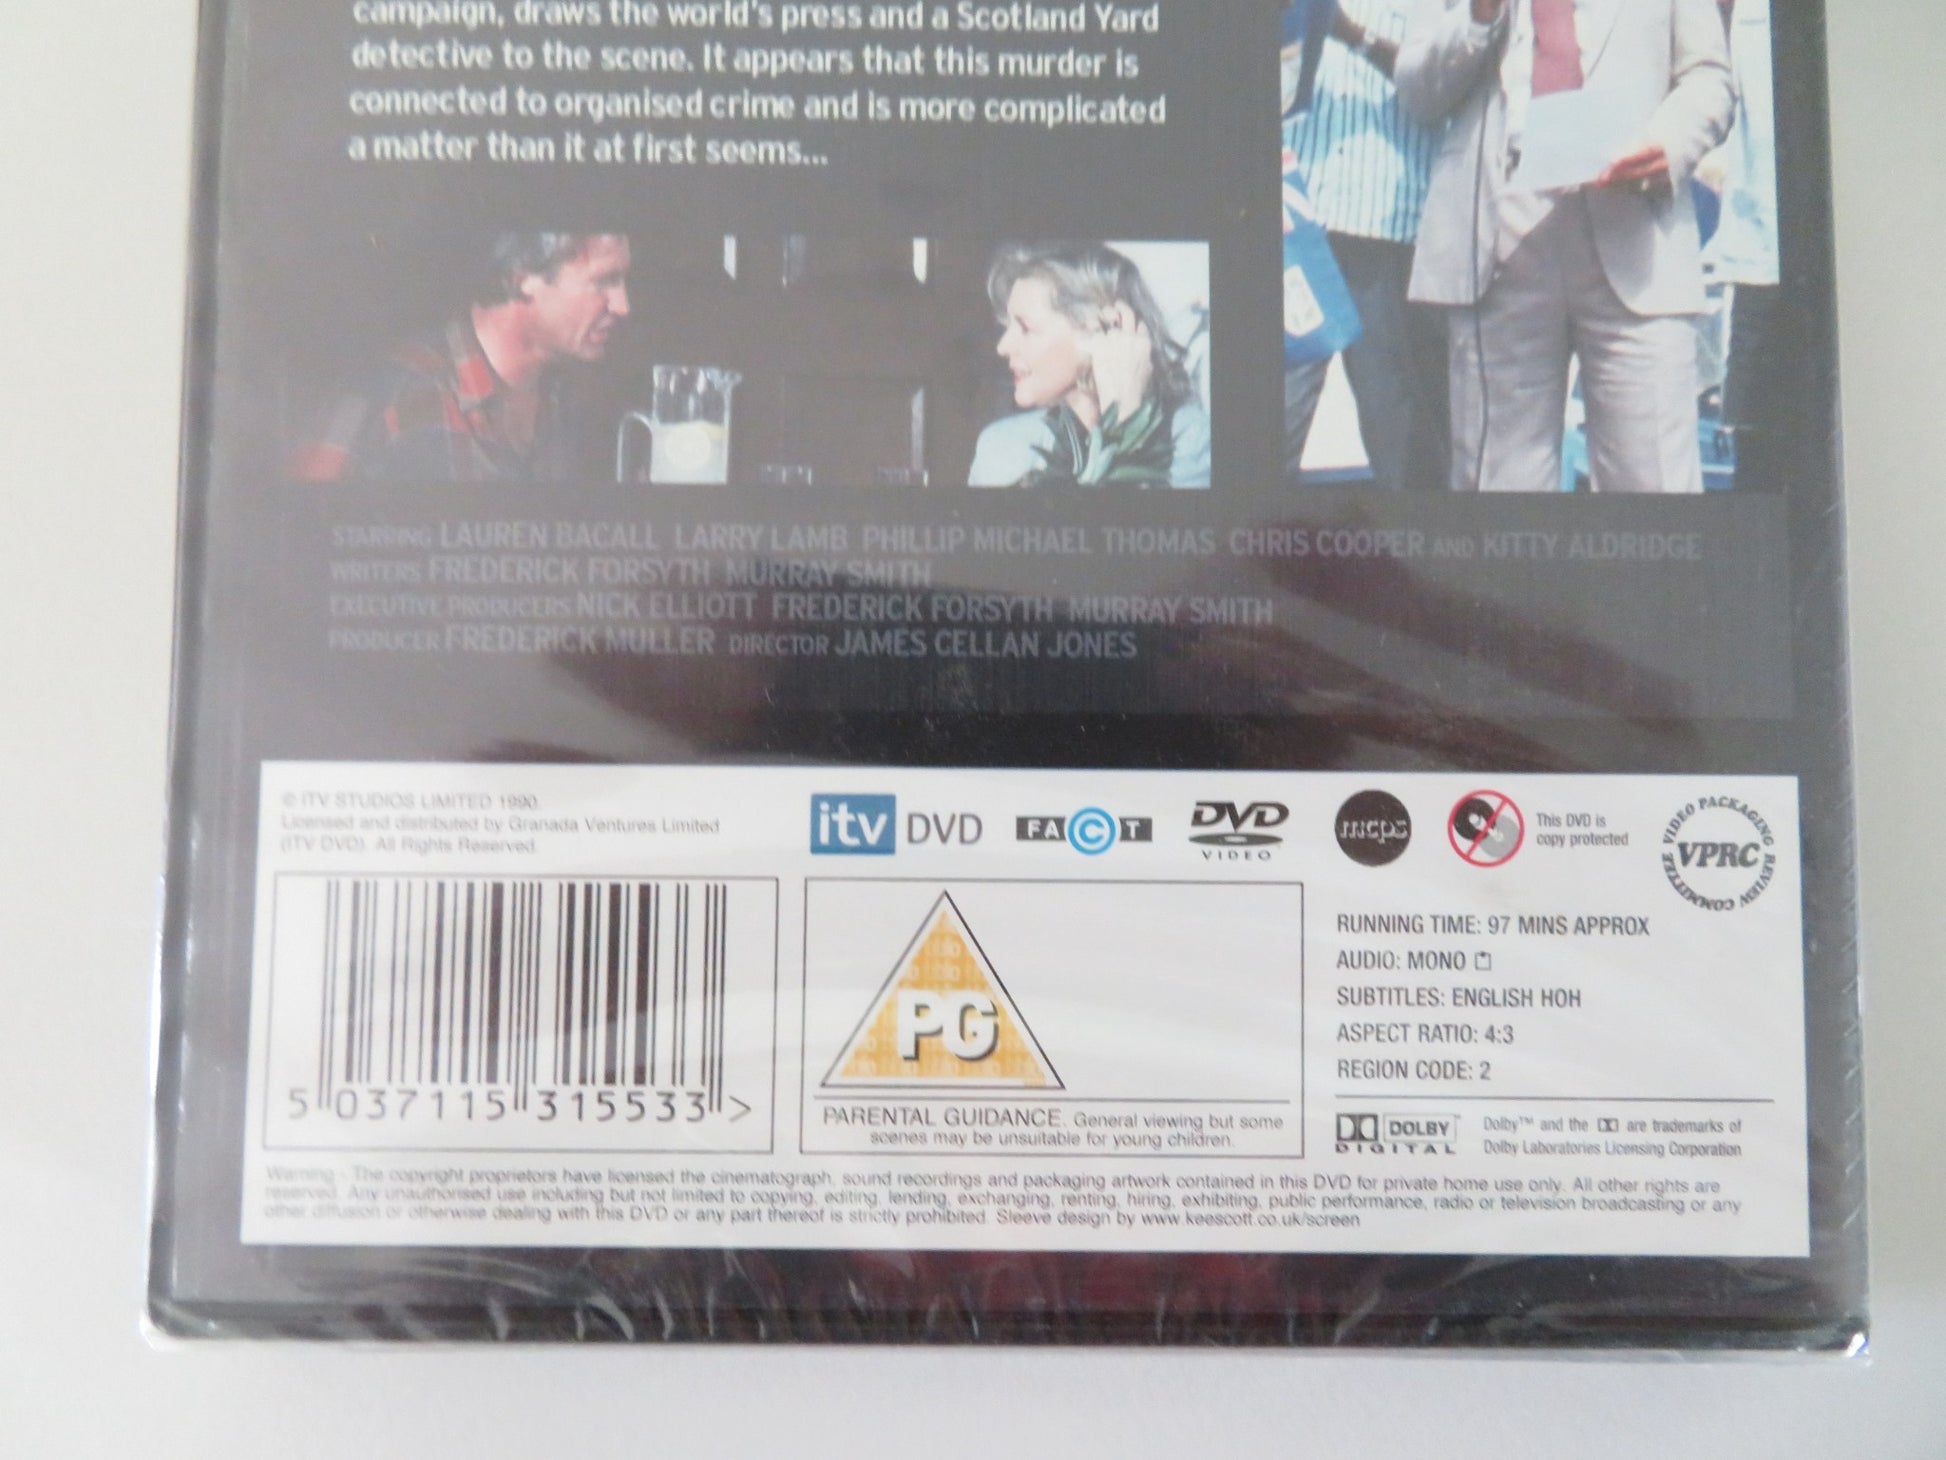 campaign, draws the world's press and a Scotland Yard
detective to the scene. It appears that this murder is
connected to organised crime and is more complicated
a matter than it at first seems...
STARRING LAUREN BACALL LARRY LAMB PHILLIP MICHAEL THOMAS CHRIS COOPER AND KITTY ALDRIDGE
WRITERS FREDERICK FORSYTH MURRAY SMITH
EXECUTIVE PRODUCERS NICK ELLIOTT FREDERICK FORSYTH MURRAY SMITH
PRODUCER FREDERICK MULLER DIRECTOR JAMES CELLAN JONES
© ITV STUDIOS LIMITED 1990.
Licensed and distributed by Granada Ventures Limited
(ITV DVD). All Rights Reserved.
itv DVD
FACT
DVD
VIDEO
mcps
This DVD is
copy protected
VIDEO PACKAGING REVIEW COMMITTEE
VPRC
5 037115 315533 >
PG
PARENTAL GUIDANCE. General viewing but some
scenes may be unsuitable for young children.
RUNNING TIME: 97 MINS APPROX
AUDIO: MONO
SUBTITLES: ENGLISH HOH
ASPECT RATIO: 4:3
REGION CODE: 2
DOLBY
DIGITAL
Dolby™ and the are trademarks of
Dolby Laboratories Licensing Corporation
Warning - The copyright proprietors have licensed the cinematograph, sound recordings and packaging artwork contained in this DVD for private home use only. All other rights are
reserved. Any unauthorised use including but not limited to copying, editing, lending, exchanging, renting, hiring, exhibiting, public performance, radio or television broadcasting or any
other diffusion or otherwise dealing with this DVD or any part thereof is strictly prohibited. Sleeve design by www.keescott.co.uk/screen